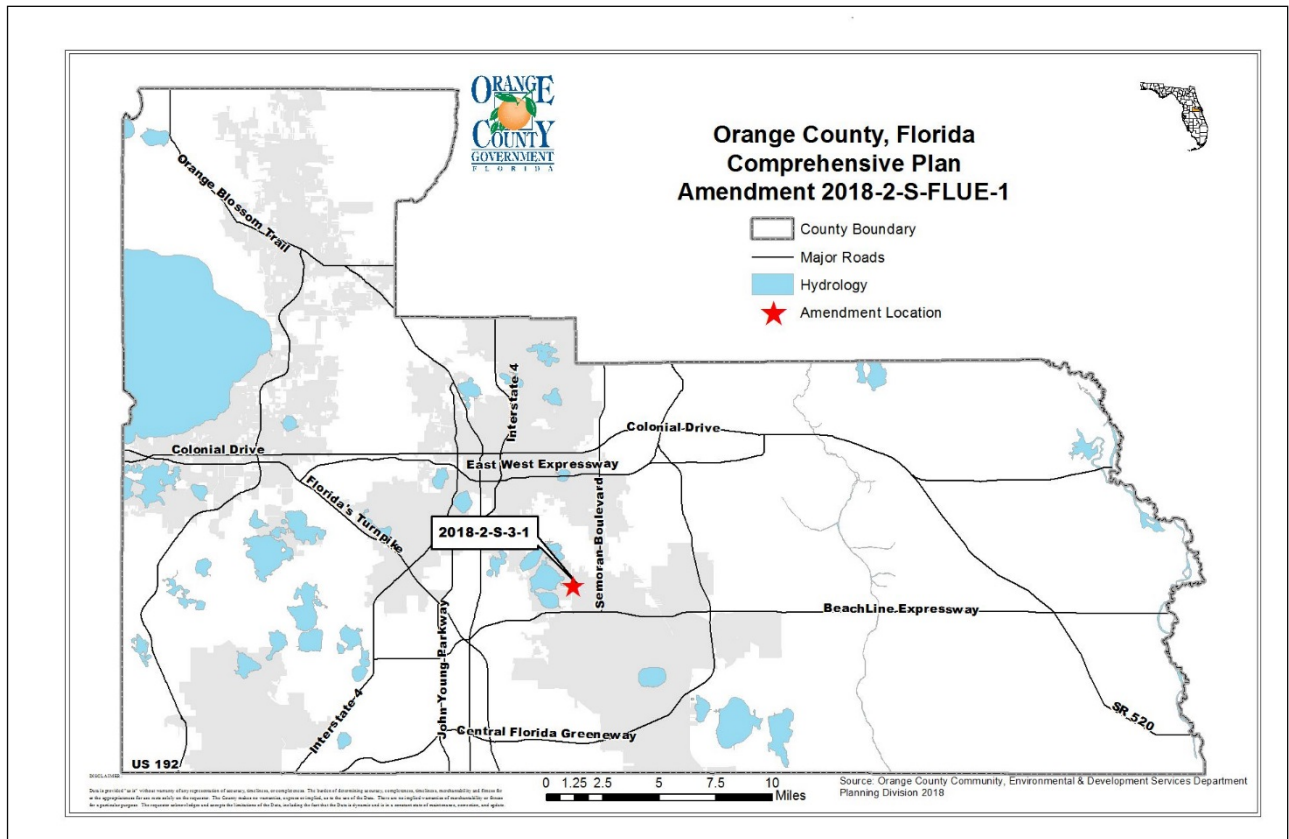 ORANGE
COUNTY
GOVERNMENT
FLORIDA
Orange County, Florida
Comprehensive Plan
Amendment 2018-2-S-FLUE-1
County Boundary
Major Roads
Hydrology
Amendment Location
Orange Blossom Trail
Interstate 4
Colonial Drive
Colonial Drive
East West Expressway
Florida's Turnpike
2018-2-S-3-1
Semoran Boulevard
BeachLine Expressway
John Young Parkway
Interstate 4
Central Florida Greeneway
SR 520
US 192
0 1.25 2.5 5 7.5 10
Miles
Source: Orange County Community, Environmental & Development Services Department
Planning Division 2018
DISCLAIMER: